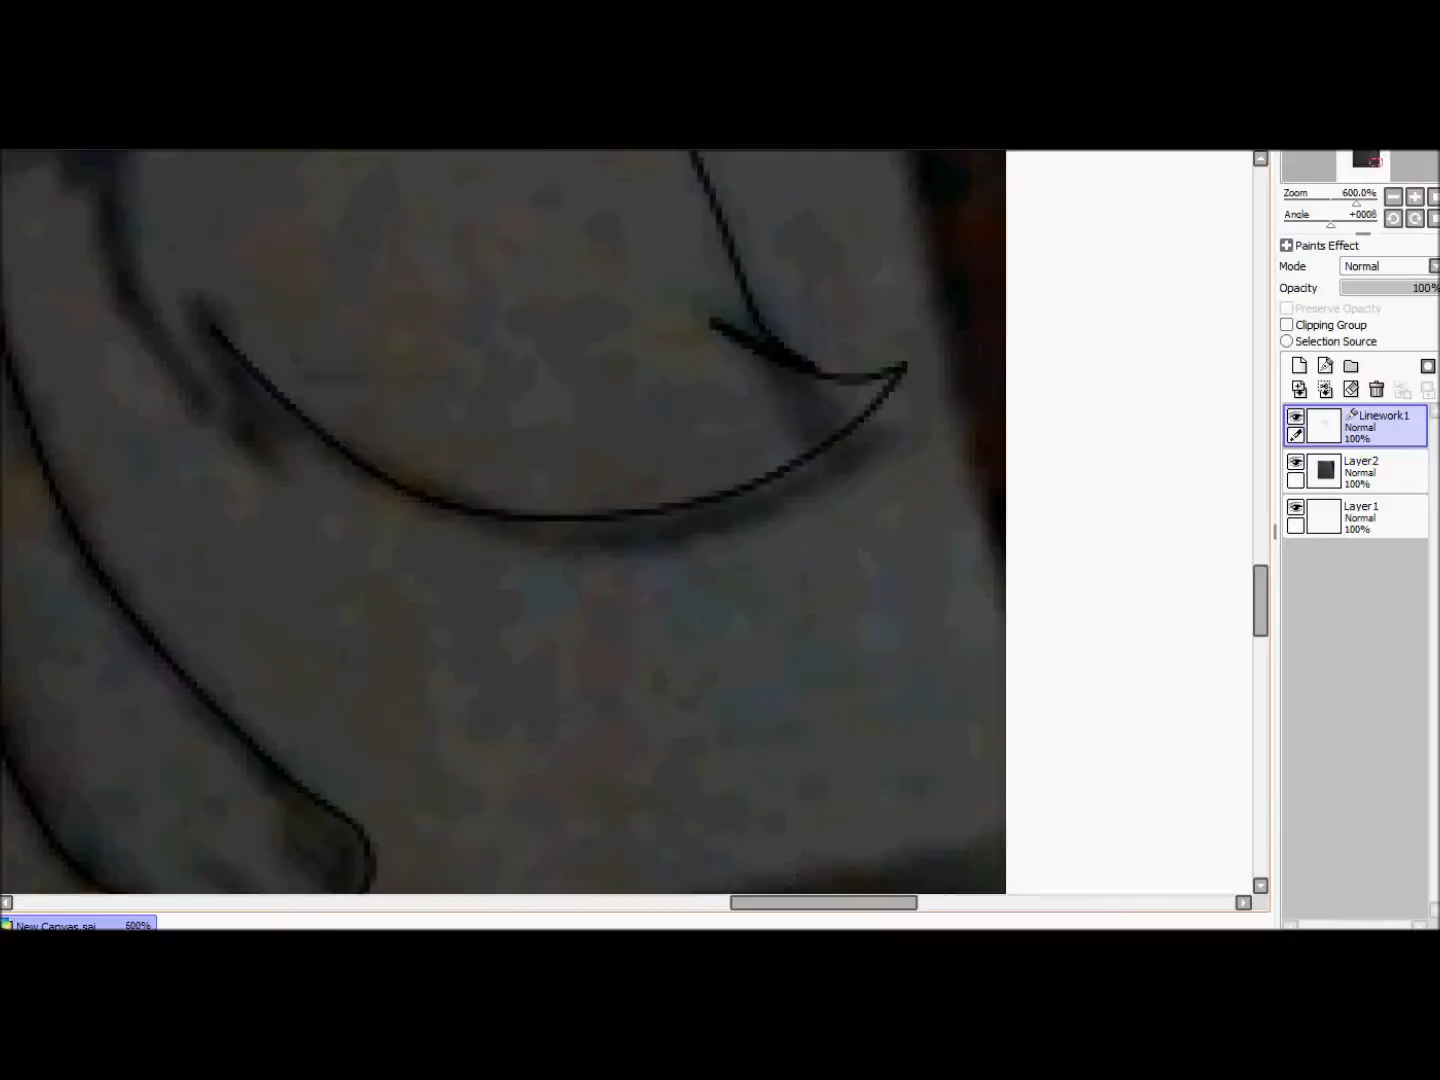 Zoom 600.0%
Angle +0008
Paints Effect
Mode Normal
Opacity 100%
Preserve Opacity
Clipping Group
Selection Source
Linework1
Normal
100%
Layer2
Normal
100%
Layer1
Normal
100%
New Canvas.sai 600%